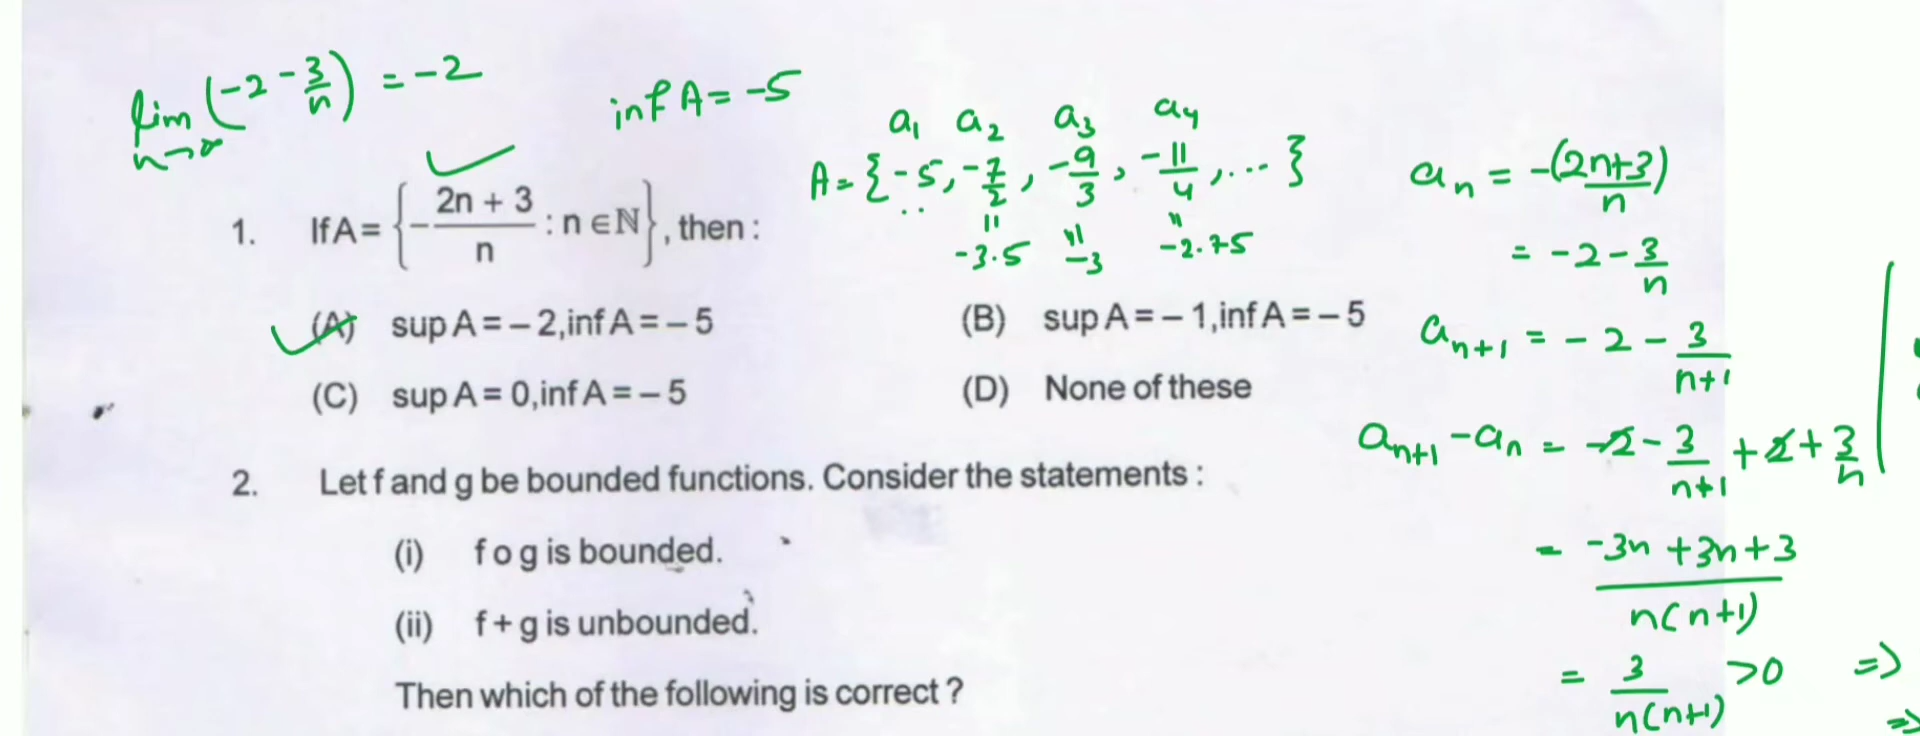 lim (-2 - 3/n) = -2
n→∞
inf A = -5
a₁ a₂ a₃ a₄
A = {-5, -7/2, -9/3, -11/4, ... }
.. || || ||
-3.5 -3 -2.75
1. If A = { - (2n + 3)/n : n ∈ ℕ }, then :
(A) sup A = – 2, inf A = – 5
(B) sup A = – 1, inf A = – 5
(C) sup A = 0, inf A = – 5
(D) None of these
aₙ = -(2n+3)/n
= -2 - 3/n
aₙ₊₁ = -2 - 3/(n+1)
aₙ₊₁ - aₙ = -2 - 3/(n+1) + 2 + 3/n
= (-3n + 3n + 3)/(n(n+1))
= 3/(n(n+1)) > 0 ⇒
⇒
2. Let f and g be bounded functions. Consider the statements :
(i) f o g is bounded.
(ii) f + g is unbounded.
Then which of the following is correct ?